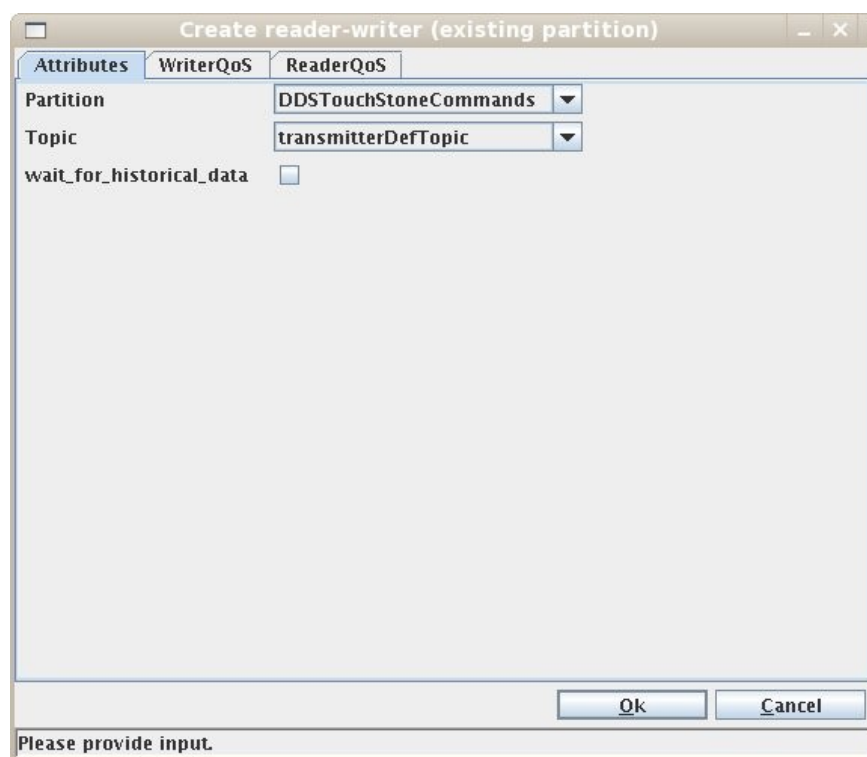 Create reader-writer (existing partition)
Attributes WriterQoS ReaderQoS
Partition DDSTouchStoneCommands
Topic transmitterDefTopic
wait_for_historical_data
Ok Cancel
Please provide input.